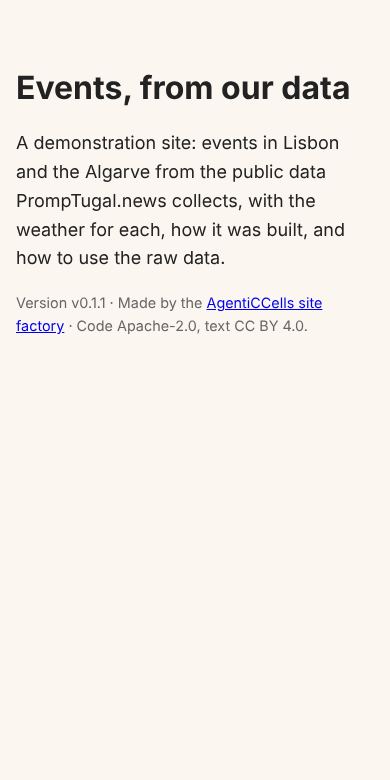 Events, from our data
A demonstration site: events in Lisbon
and the Algarve from the public data
PrompTugal.news collects, with the
weather for each, how it was built, and
how to use the raw data.
Version v0.1.1 · Made by the AgentiCCells site
factory · Code Apache-2.0, text CC BY 4.0.